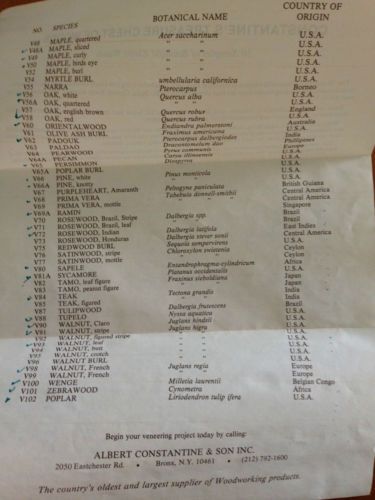 NO. SPECIES BOTANICAL NAME COUNTRY OF ORIGIN
V48 MAPLE, quartered Acer saccharinum U.S.A.
V48A MAPLE, sliced " " U.S.A.
V49 MAPLE, curly " " U.S.A.
V50 MAPLE, birds eye " " U.S.A.
V52 MAPLE, burl " " U.S.A.
V54 MYRTLE BURL umbellularia californica U.S.A.
V55 NARRA Pterocarpus Borneo
V56 OAK, white Quercus alba U.S.A.
V56A OAK, quartered " " U.S.A.
V57 OAK, english brown Quercus robur England
V58 OAK, red Quercus rubra U.S.A.
V60 ORIENTALWOOD Endiandra palmerstoni Australia
V61 OLIVE ASH BURL Fraximus americana U.S.A.
V62 PADOUK Pterocarpus dalbergiodes India
V63 PALDAO Dracontomelum dao Phillipines
V64 PEARWOOD Pyrus communis Europe
V64A PECAN Carya illinoensis U.S.A.
V65 PERSIMMON Diospyros U.S.A.
V65A POPLAR BURL U.S.A.
V66 PINE, white Pinus monticola U.S.A.
V66A PINE, knotty " " U.S.A.
V67 PURPLEHEART, Amaranth Peltogyne paniculata British Guiana
V68 PRIMA VERA Tabebuia donnell-smithii Central America
V69 PRIMA VERA, mottle " " Central America
V69A RAMIN Singapore
V70 ROSEWOOD, Brazil, Stripe Dalbergia spp. Brazil
V71 ROSEWOOD, Brazil, leaf " " Brazil
V72 ROSEWOOD, India Dalbergia latifola East Indies
V73 ROSEWOOD, Honduras Dalbergia stevensonii Central America
V75 REDWOOD BURL Sequoia sempervirens U.S.A.
V76 SATINWOOD, stripe Chloroxylon swietenia Ceylon
V77 SATINWOOD, mottle " " Ceylon
V80 SAPELE Entandrophragma-cylindricum Africa
V81A SYCAMORE Platanus occidentalis U.S.A.
V82 TAMO, leaf figure Fraxinus sieboldiana Japan
V83 TAMO, peanut figure " " Japan
V84 TEAK Tectona grandis India
V85 TEAK, figured " " India
V87 TULIPWOOD Dalbergia frutescens Brazil
V88 TUPELO Nyssa aquatica U.S.A.
V90 WALNUT, Claro Juglans hindsii U.S.A.
V91 WALNUT, stripe Juglans nigra U.S.A.
V92 WALNUT, figured stripe " " U.S.A.
V93 WALNUT, leaf " " U.S.A.
V94 WALNUT, butt " " U.S.A.
V95 WALNUT, crotch " " U.S.A.
V96 WALNUT BURL " " U.S.A.
V98 WALNUT, French Juglans regia Europe
V99 WALNUT, French " " Europe
V100 WENGE Milletia laurentii Belgian Congo
V101 ZEBRAWOOD Cynometra Africa
V102 POPLAR Liriodendron tulip ifera U.S.A.
Begin your veneering project today by calling:
ALBERT CONSTANTINE & SON INC.
2050 Eastchester Rd. • Bronx, N.Y. 10461 • (212) 792-1600
The country's oldest and largest supplier of Woodworking products.